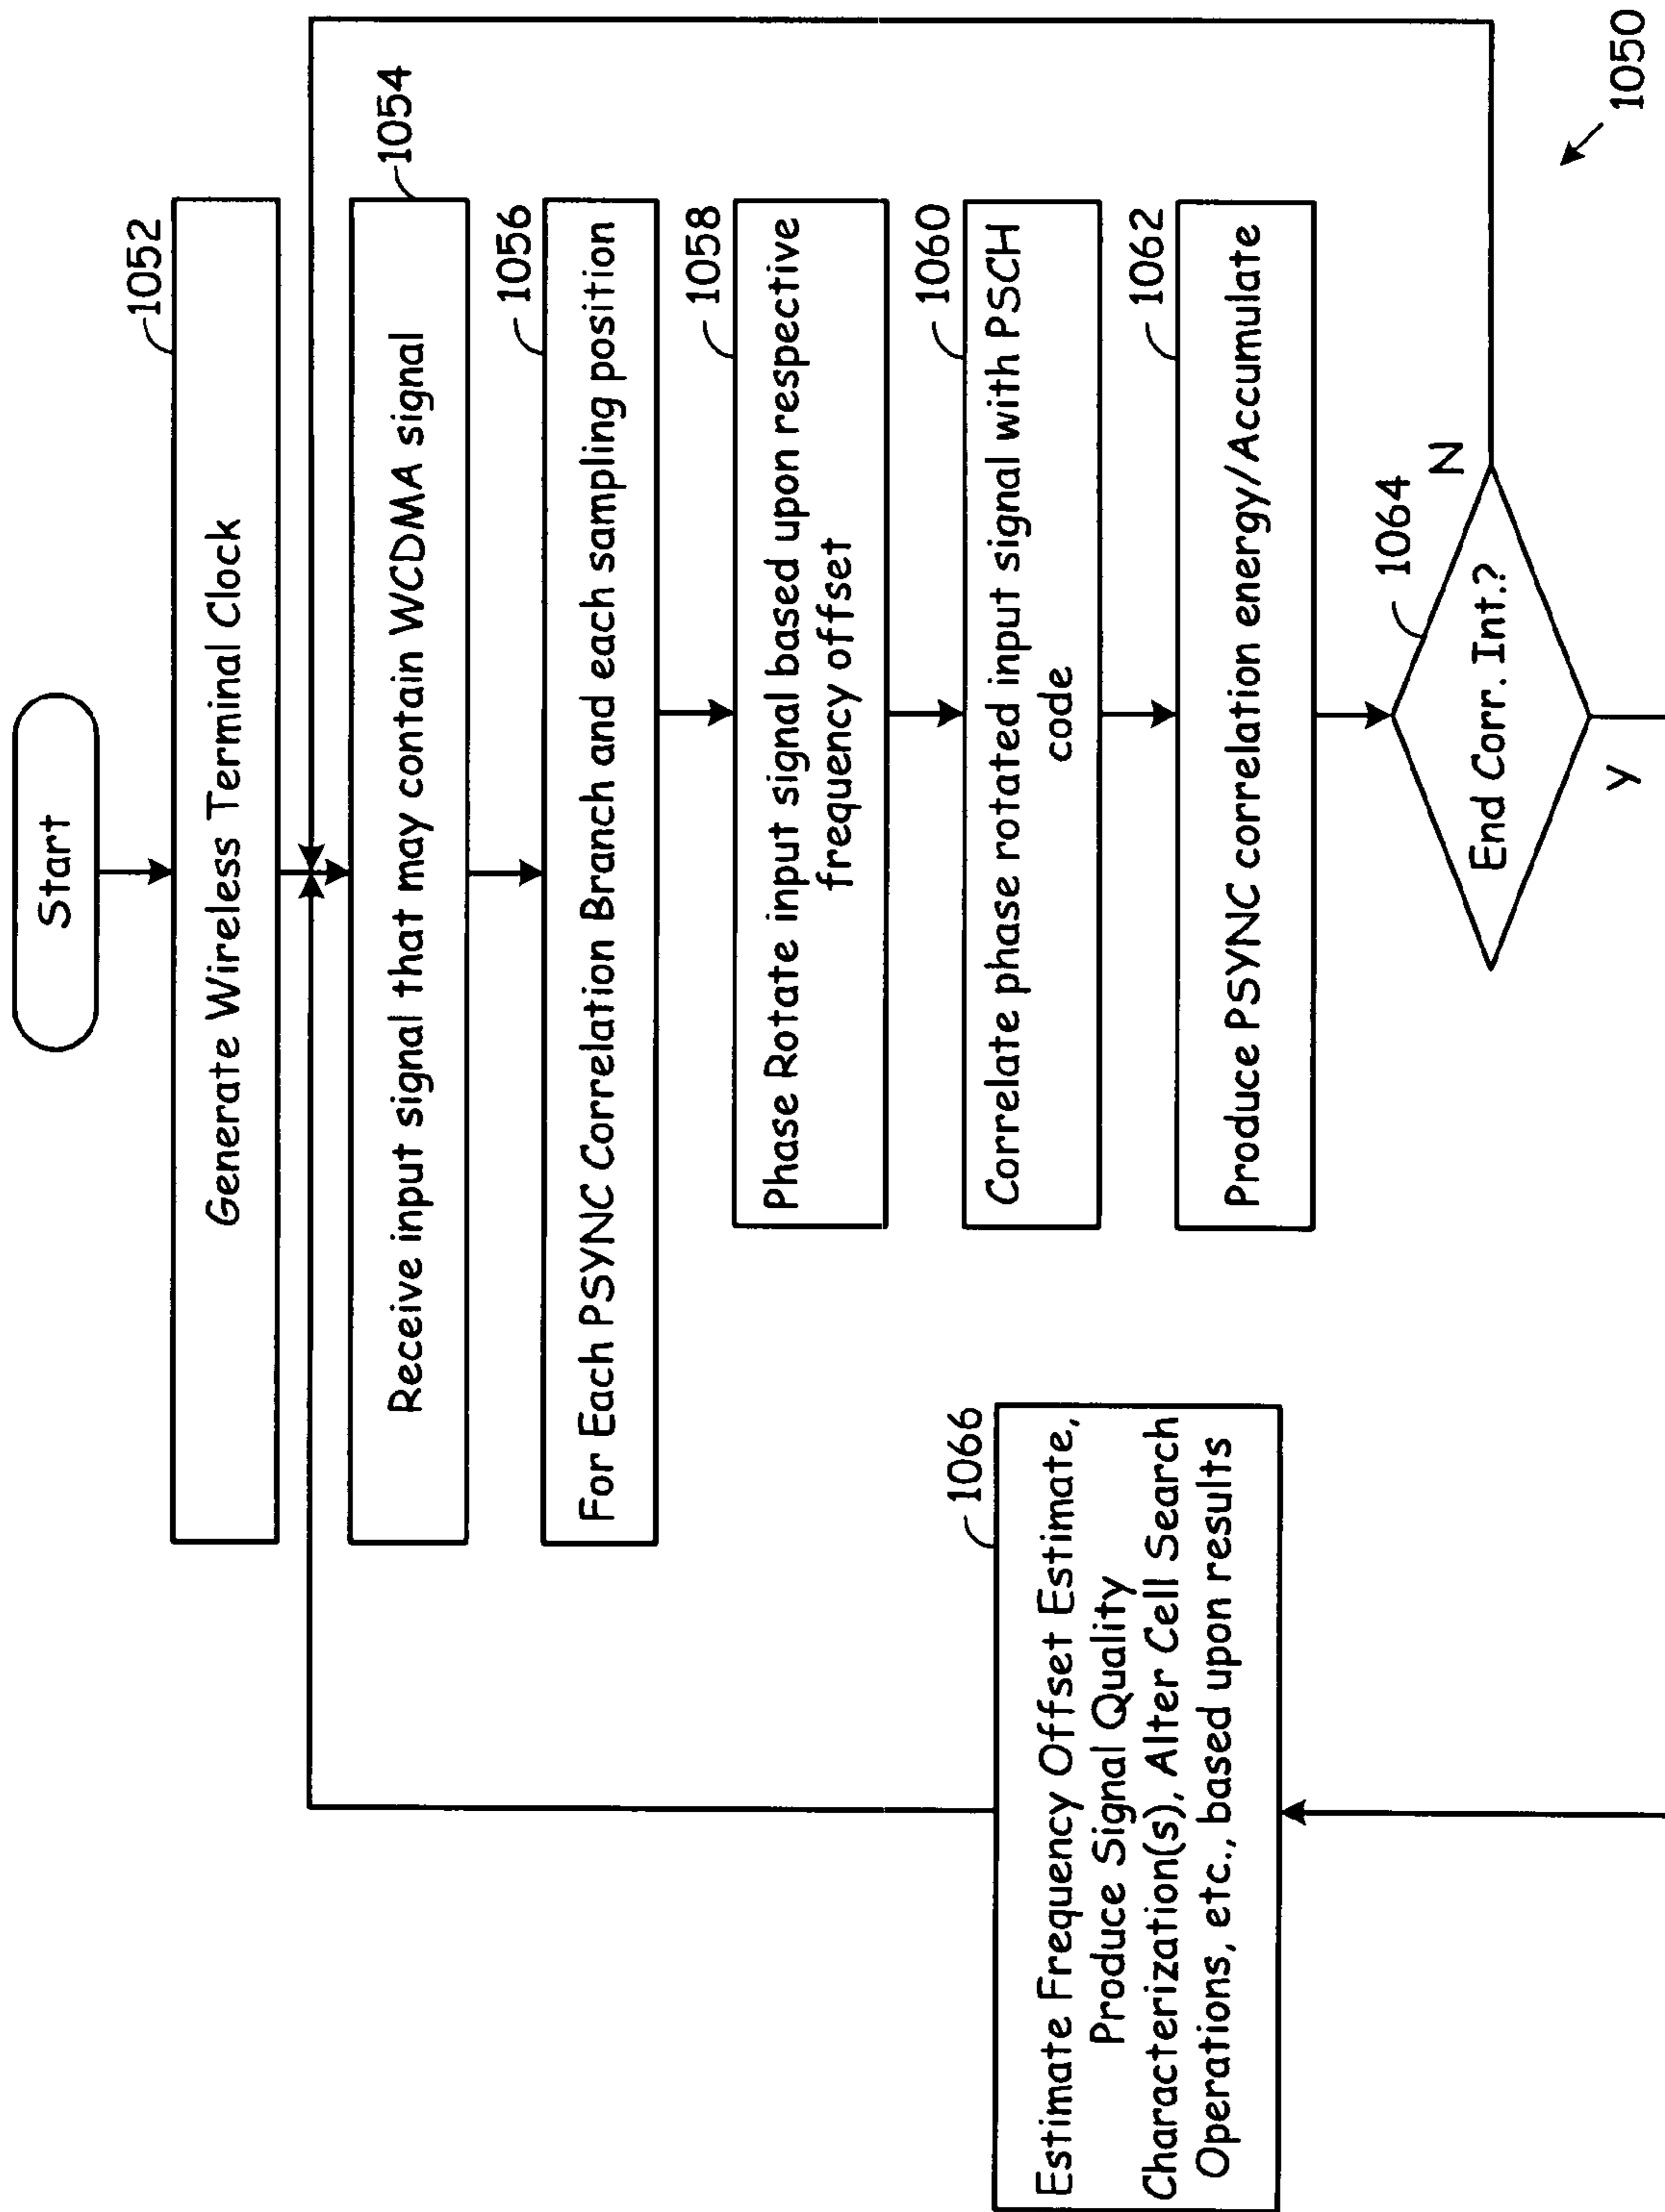 Start
1052
Generate Wireless Terminal Clock
1054
Receive input signal that may contain WCDMA signal
1056
For Each PSYNC Correlation Branch and each sampling position
1058
Phase Rotate input signal based upon respective
frequency offset
1060
Correlate phase rotated input signal with PSCH
code
1062
Produce PSYNC correlation energy/Accumulate
1064
End Corr. Int.?
N
Y
1066
Estimate Frequency Offset Estimate,
Produce Signal Quality
Characterization(s), Alter Cell Search
Operations, etc., based upon results
1050